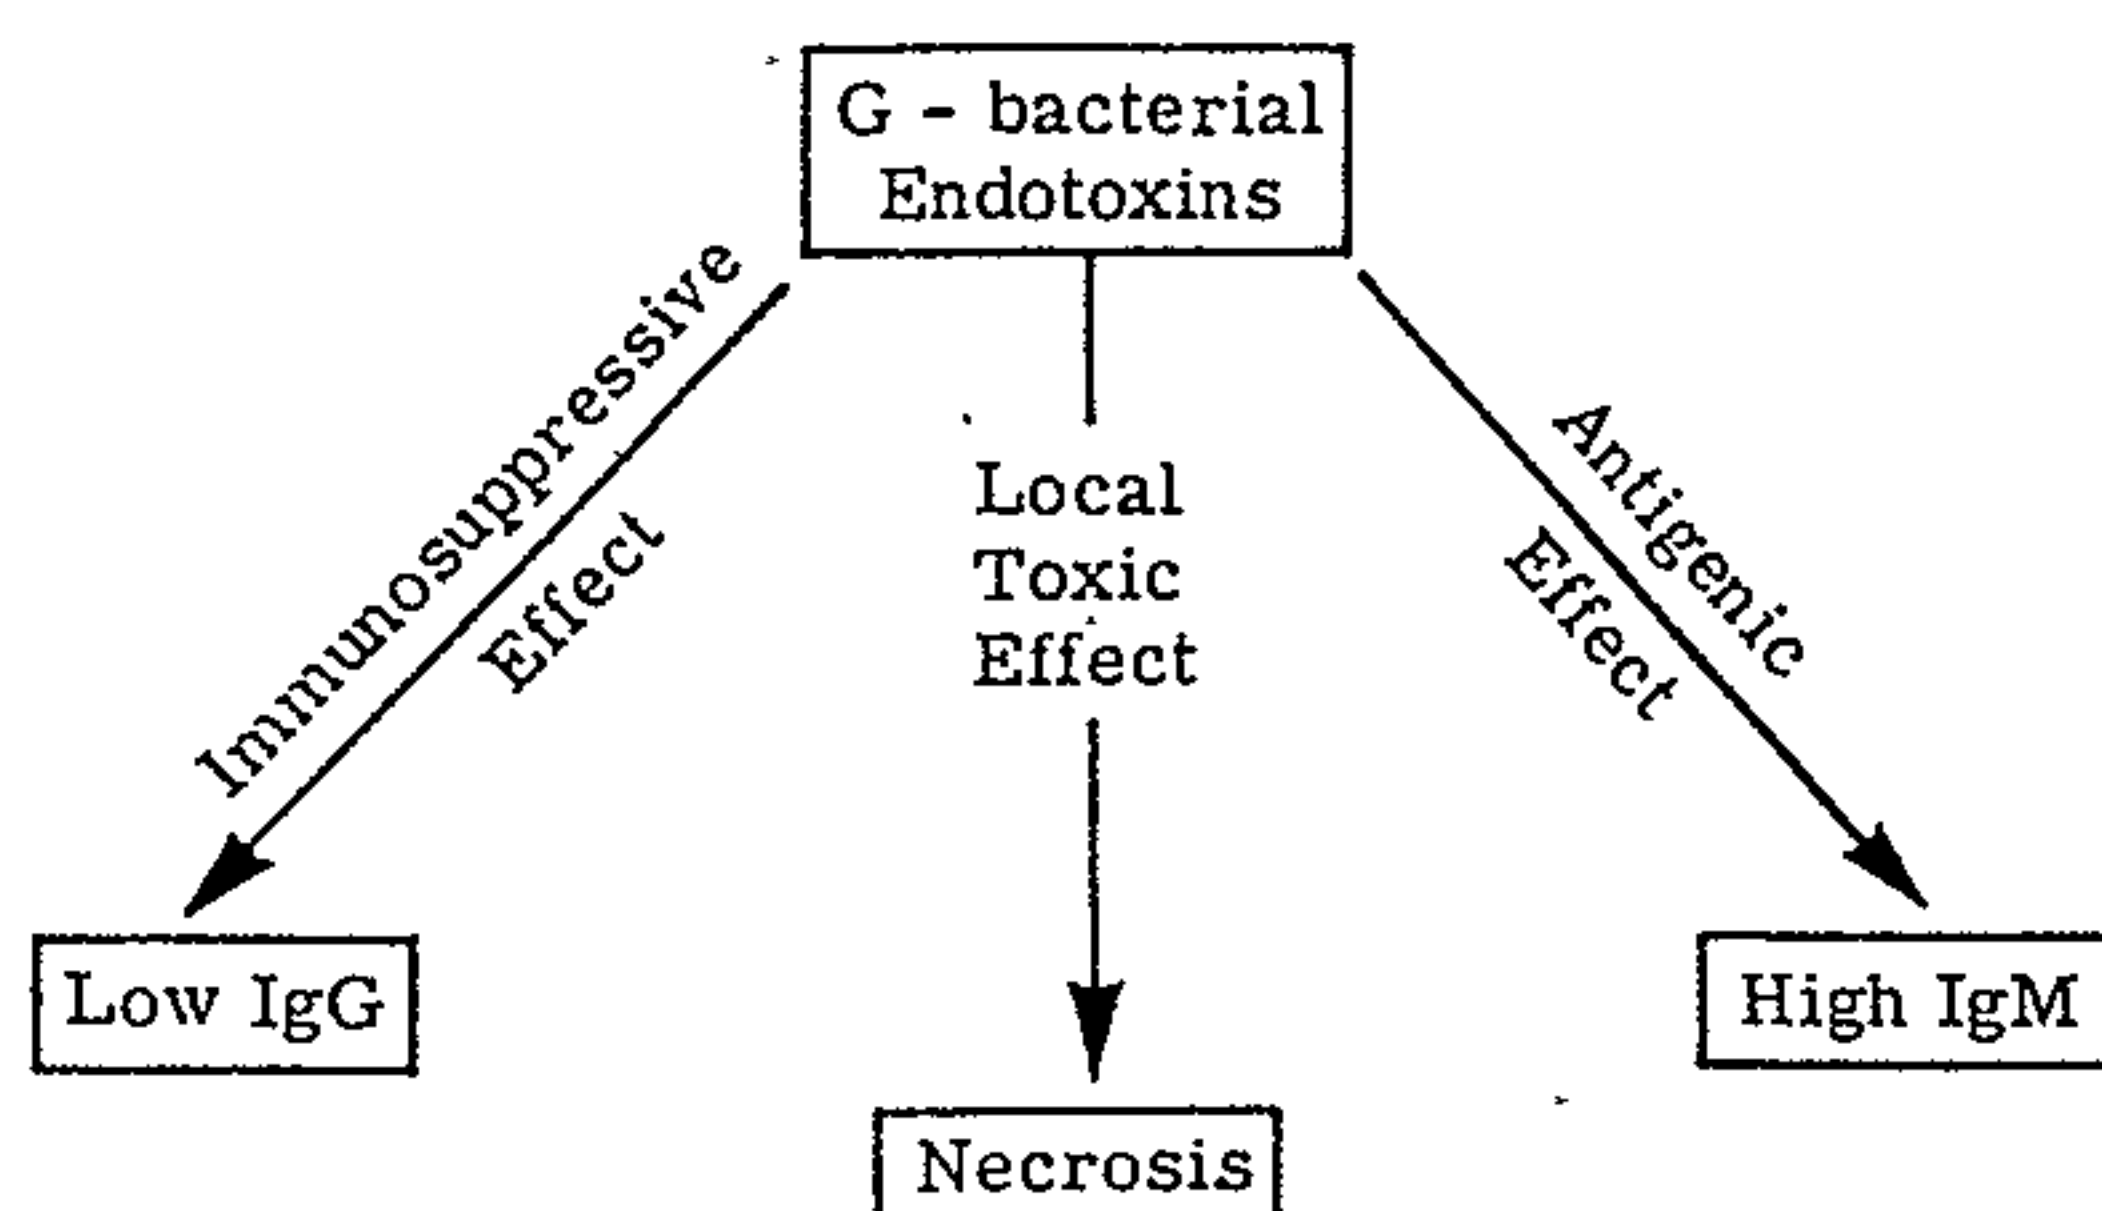 G - bacterial
Endotoxins
Immunosuppressive
Effect
Local
Toxic
Effect
Antigenic
Effect
Low IgG
High IgM
Necrosis